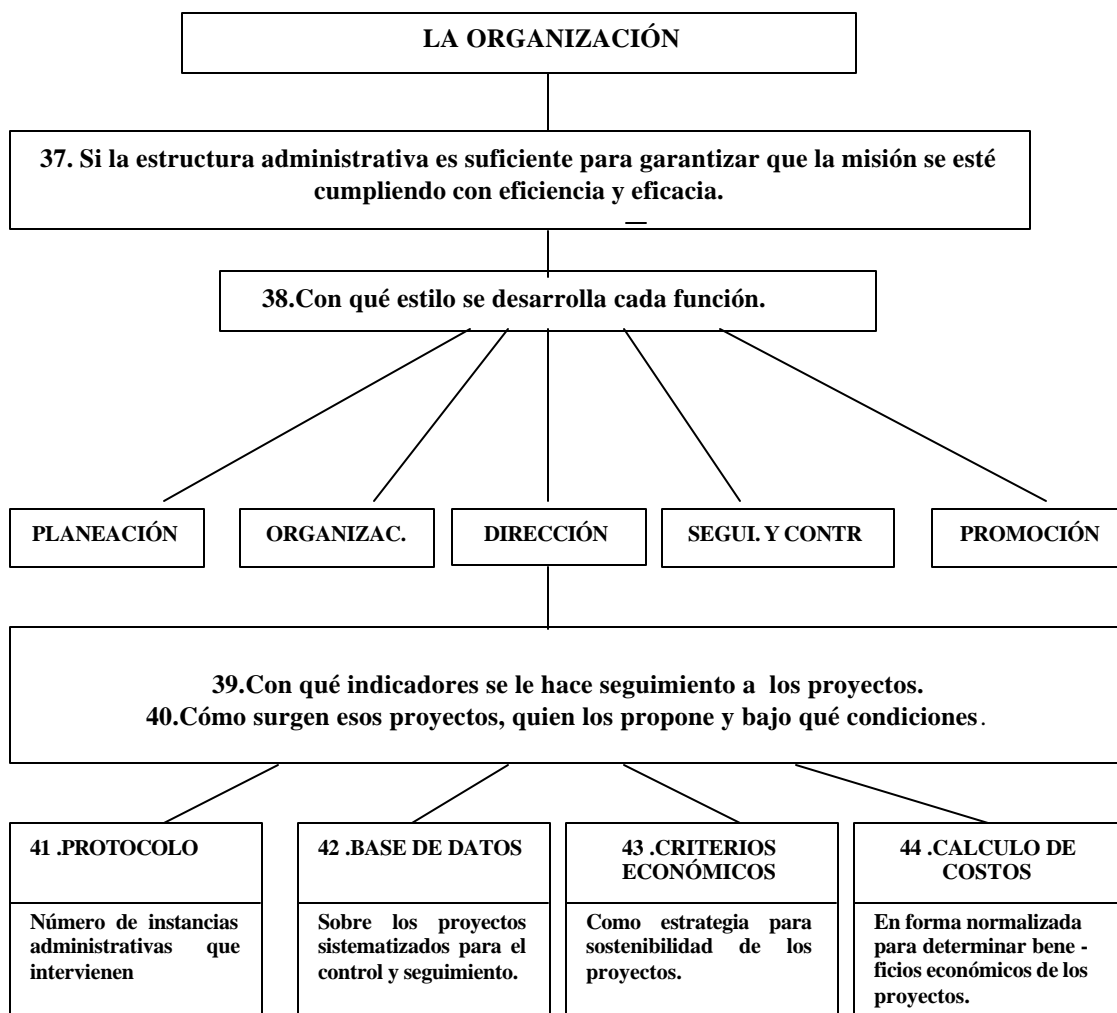 LA ORGANIZACIÓN
37. Si la estructura administrativa es suficiente para garantizar que la misión se esté
cumpliendo con eficiencia y eficacia.
38.Con qué estilo se desarrolla cada función.
PLANEACIÓN
ORGANIZAC.
DIRECCIÓN
SEGUI. Y CONTR
PROMOCIÓN
39.Con qué indicadores se le hace seguimiento a los proyectos.
40.Cómo surgen esos proyectos, quien los propone y bajo qué condiciones.
41 .PROTOCOLO
Número de instancias
administrativas que
intervienen
42 .BASE DE DATOS
Sobre los proyectos
sistematizados para el
control y seguimiento.
43 .CRITERIOS
ECONÓMICOS
Como estrategia para
sostenibilidad de los
proyectos.
44 .CALCULO DE
COSTOS
En forma normalizada
para determinar bene -
ficios económicos de los
proyectos.